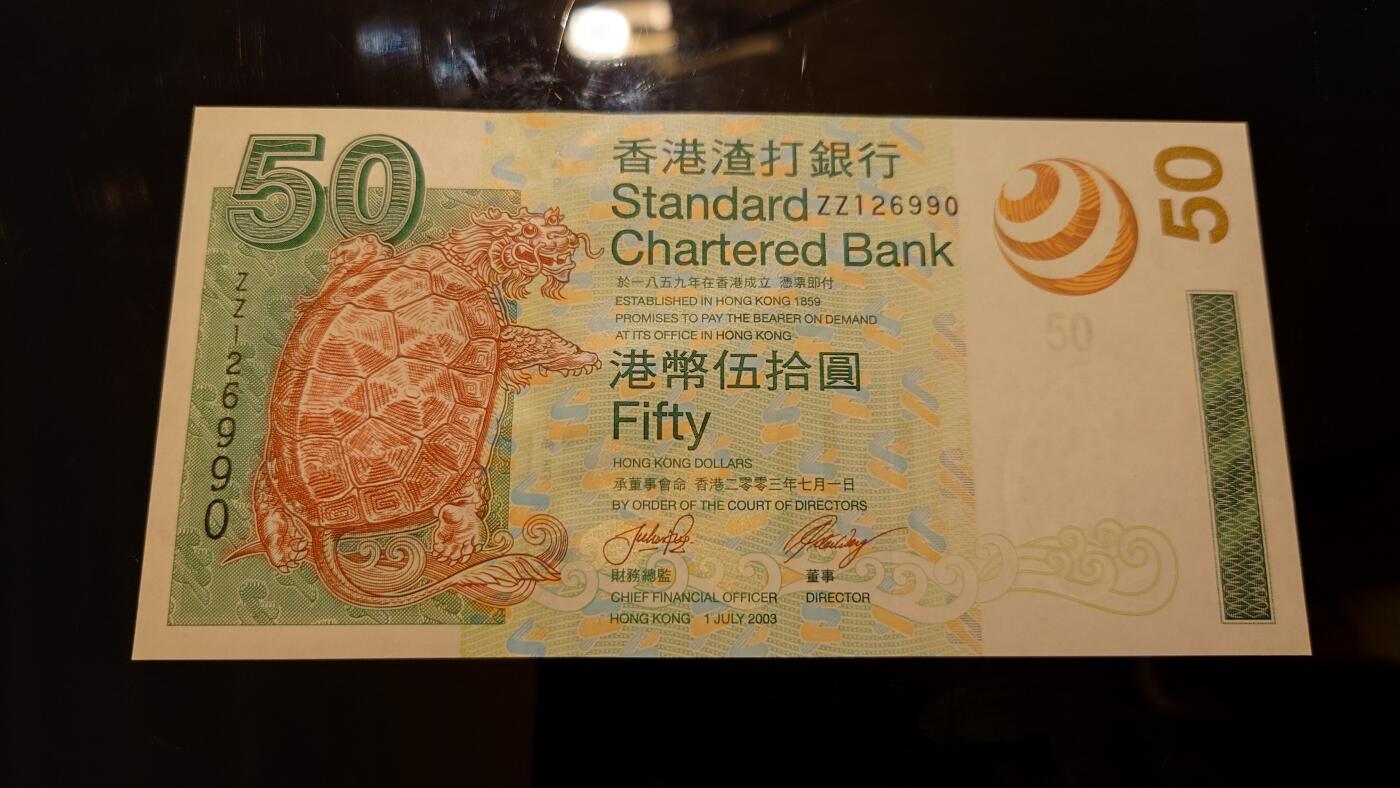 50
ZZ126990
香港渣打銀行
Standard
ZZ126990
Chartered Bank
於一八五九年在香港成立 憑票即付
ESTABLISHED IN HONG KONG 1859
PROMISES TO PAY THE BEARER ON DEMAND
AT ITS OFFICE IN HONG KONG
港幣伍拾圓
Fifty
HONG KONG DOLLARS
承董事會命 香港二零零三年七月一日
BY ORDER OF THE COURT OF DIRECTORS
財務總監 董事
CHIEF FINANCIAL OFFICER DIRECTOR
HONG KONG 1 JULY 2003
50
50